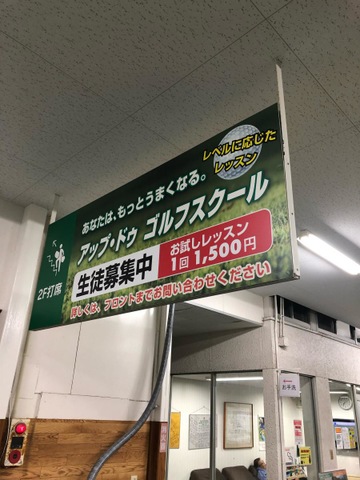 あなたは、もっとうまくなる。
レベルに応じた
レッスン
アップ・ドゥ ゴルフスクール
生徒募集中
お試しレッスン
1回 1,500円
詳しくは、フロントまでお問い合わせください
2F打席
お手洗